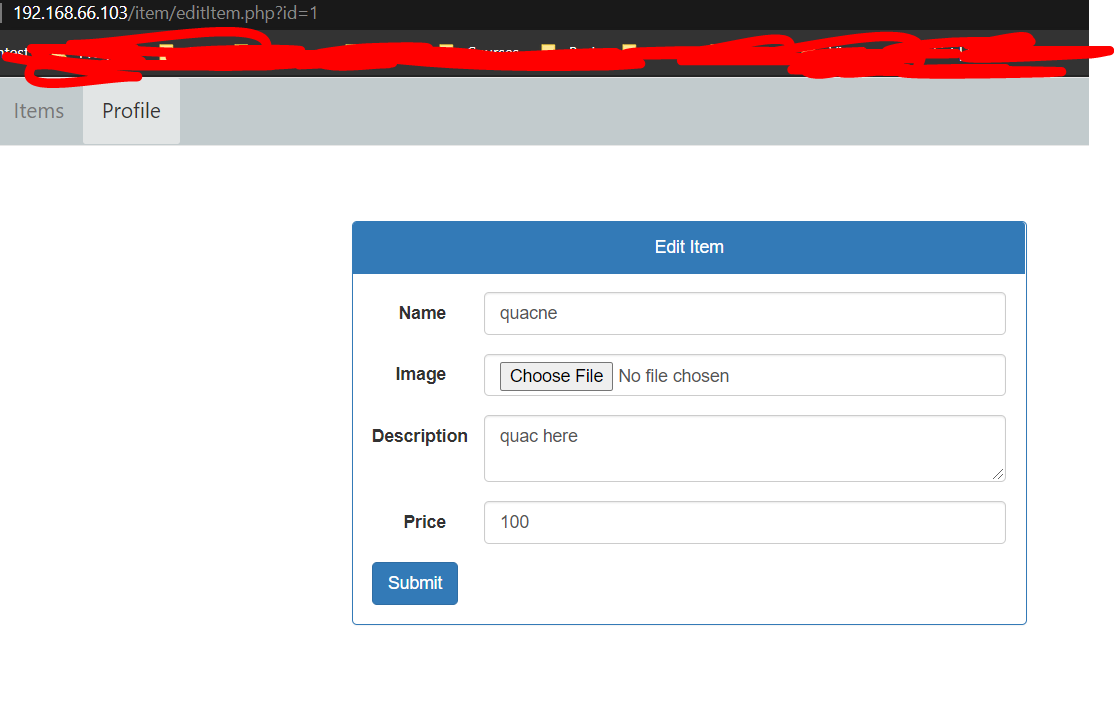 192.168.66.103/item/editItem.php?id=1
Items Profile
Edit Item
Name quacne
Image Choose File No file chosen
Description quac here
Price 100
Submit